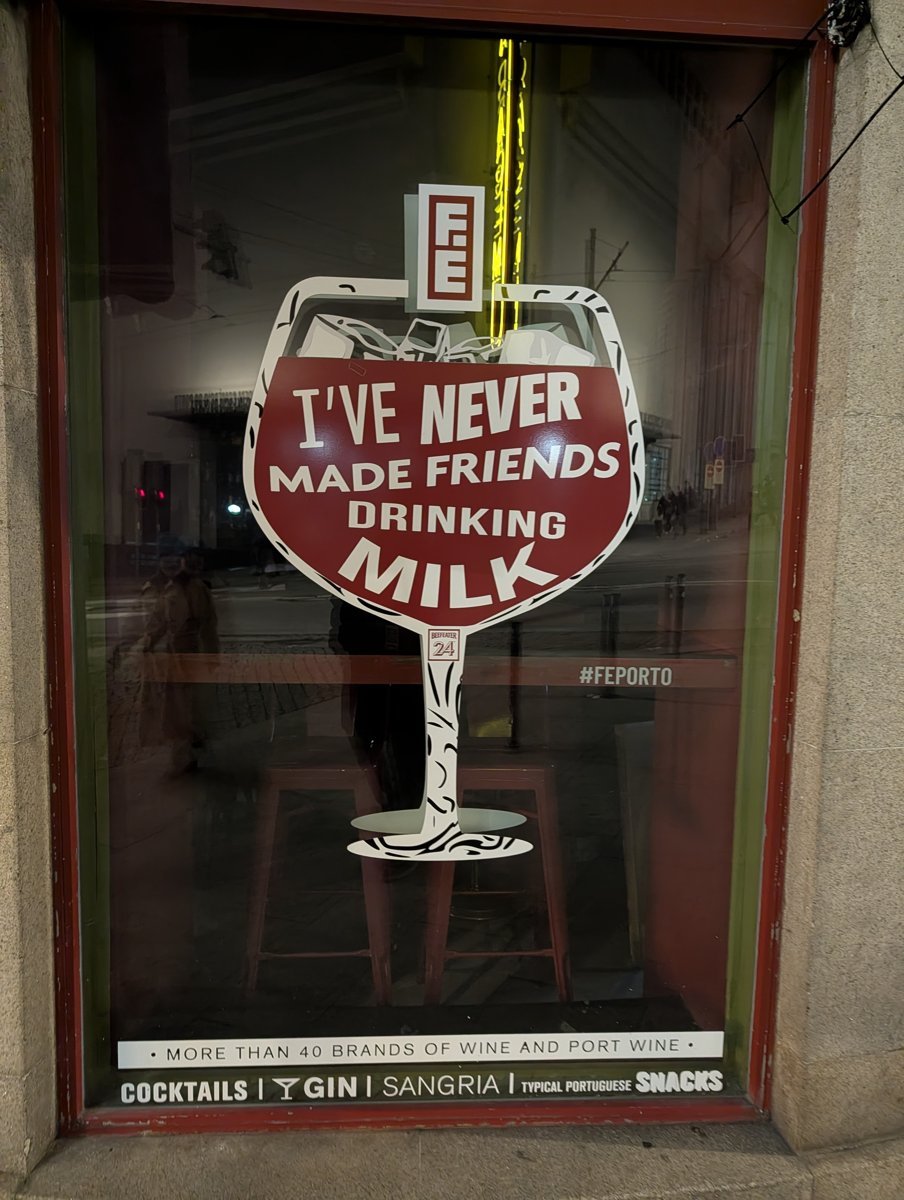 F.E
I'VE NEVER
MADE FRIENDS
DRINKING
MILK
BEEFEATER
24
#FEPORTO
• MORE THAN 40 BRANDS OF WINE AND PORT WINE •
COCKTAILS | GIN | SANGRIA | TYPICAL PORTUGUESE SNACKS